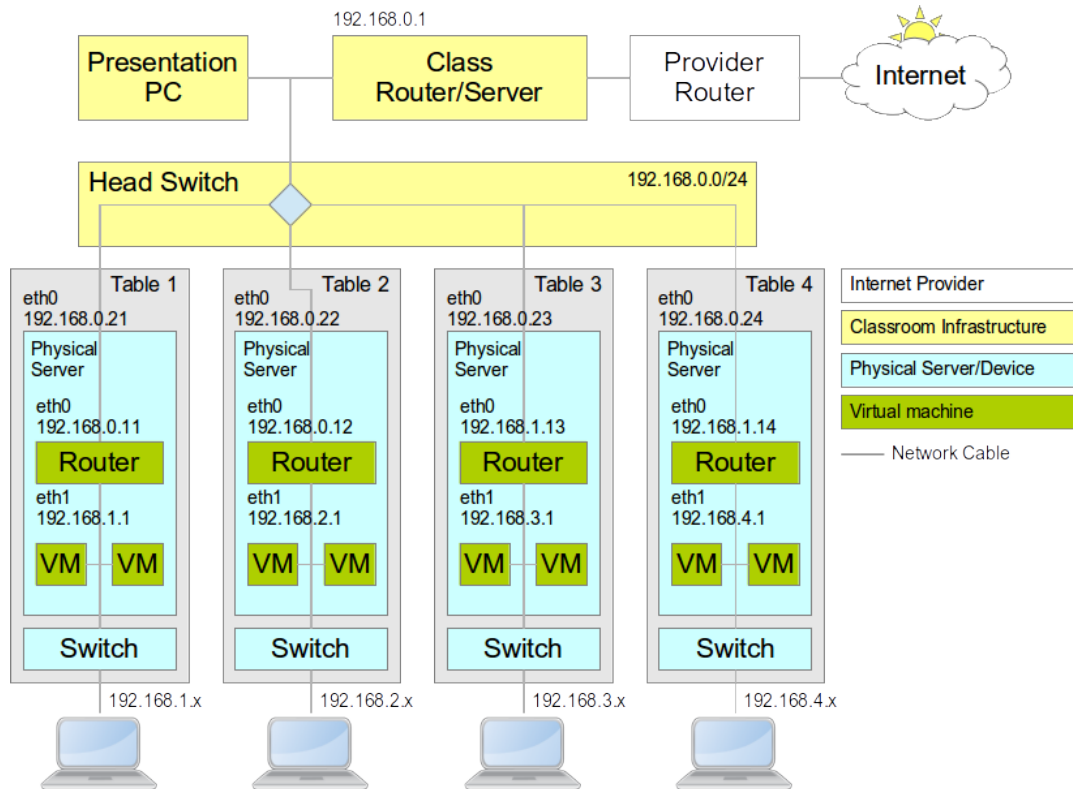 192.168.0.1
Presentation
PC
Class
Router/Server
Provider
Router
Internet
Head Switch
192.168.0.0/24
Table 1
eth0
192.168.0.21
Physical
Server
eth0
192.168.0.11
Router
eth1
192.168.1.1
VM
VM
Switch
192.168.1.x
Table 2
eth0
192.168.0.22
Physical
Server
eth0
192.168.0.12
Router
eth1
192.168.2.1
VM
VM
Switch
192.168.2.x
Table 3
eth0
192.168.0.23
Physical
Server
eth0
192.168.1.13
Router
eth1
192.168.3.1
VM
VM
Switch
192.168.3.x
Table 4
eth0
192.168.0.24
Physical
Server
eth0
192.168.1.14
Router
eth1
192.168.4.1
VM
VM
Switch
192.168.4.x
Internet Provider
Classroom Infrastructure
Physical Server/Device
Virtual machine
Network Cable